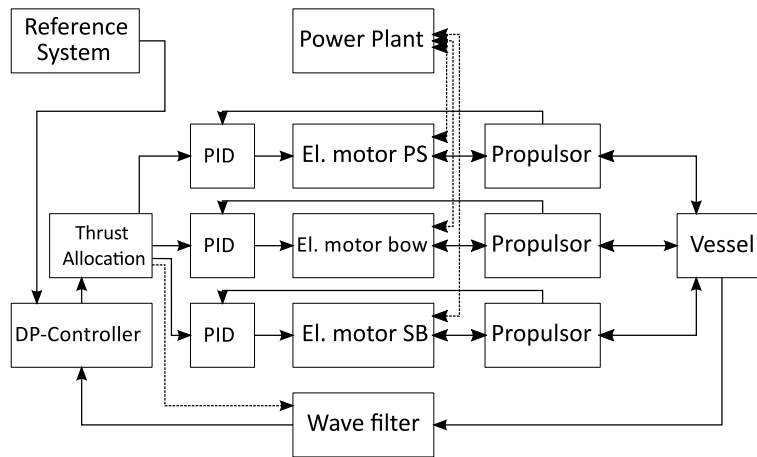 Reference
System
Power Plant
PID
El. motor PS
Propulsor
Thrust
Allocation
PID
El. motor bow
Propulsor
Vessel
DP-Controller
PID
El. motor SB
Propulsor
Wave filter